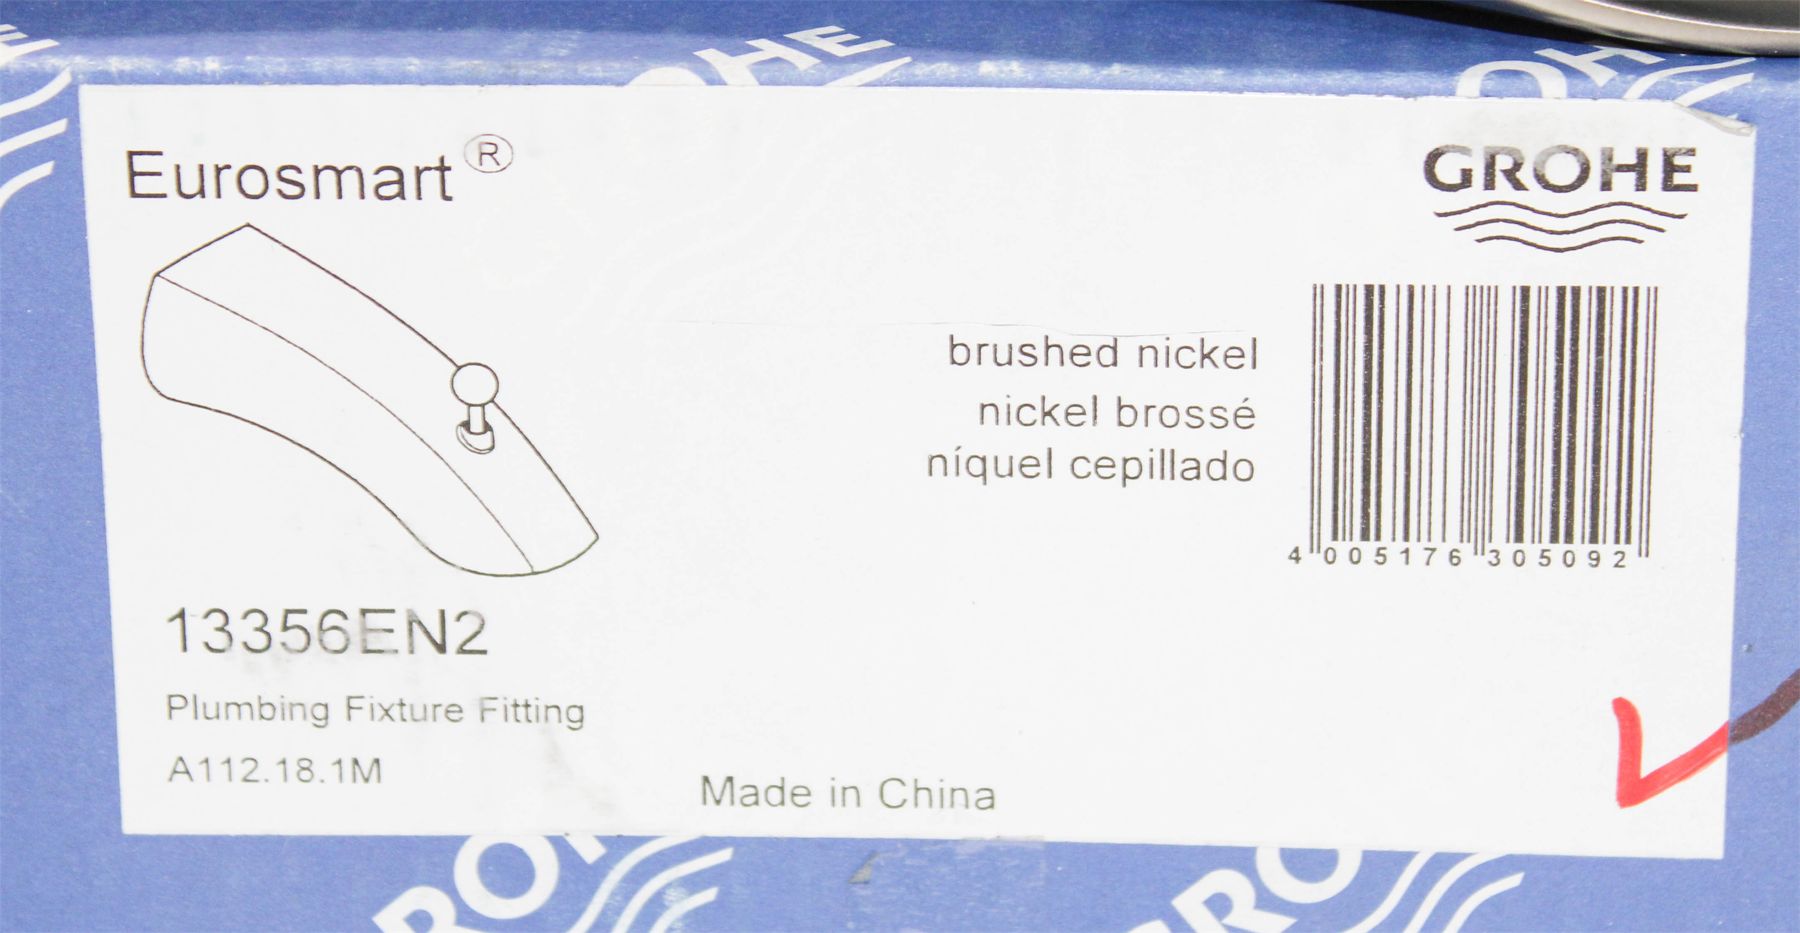 Eurosmart®
GROHE
brushed nickel
nickel brossé
níquel cepillado
4 005176 305092
13356EN2
Plumbing Fixture Fitting
A112.18.1M
Made in China